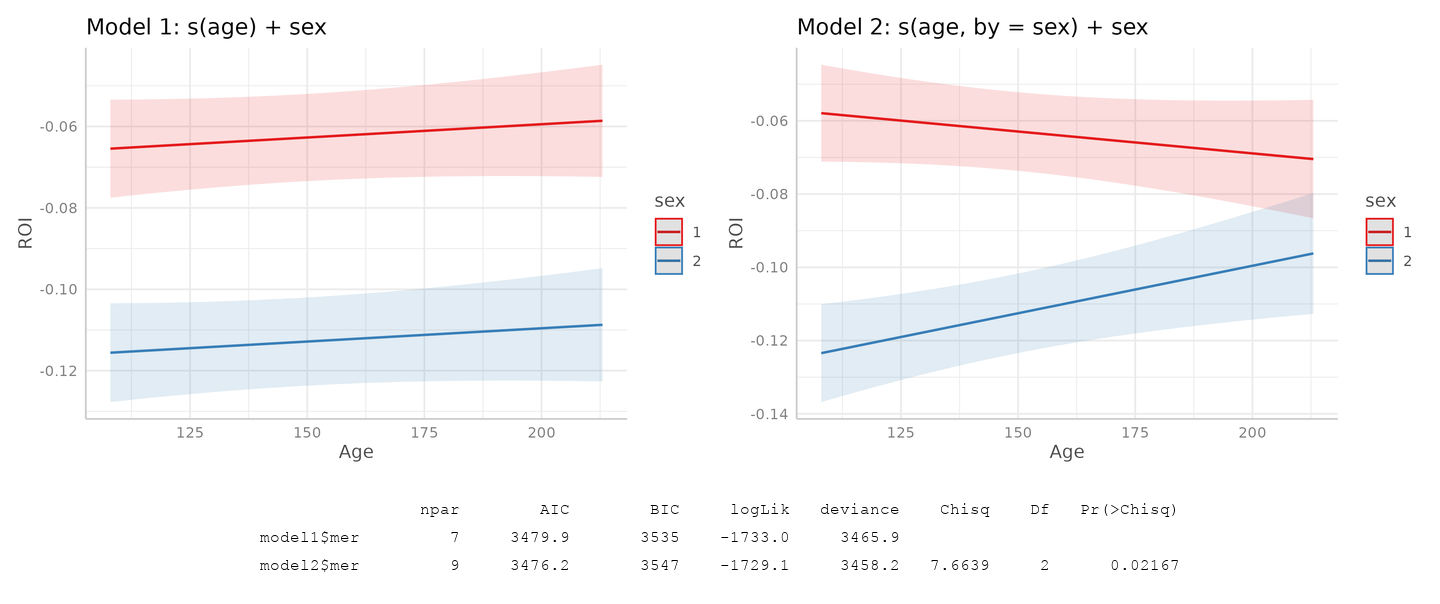 Model 1: s(age) + sex
-0.06
-0.08
-0.10
-0.12
ROI
125 150 175 200
Age
sex
1
2
Model 2: s(age, by = sex) + sex
-0.06
-0.08
-0.10
-0.12
-0.14
ROI
125 150 175 200
Age
sex
1
2
npar AIC BIC logLik deviance Chisq Df Pr(>Chisq)
model1$mer 7 3479.9 3535 -1733.0 3465.9
model2$mer 9 3476.2 3547 -1729.1 3458.2 7.6639 2 0.02167